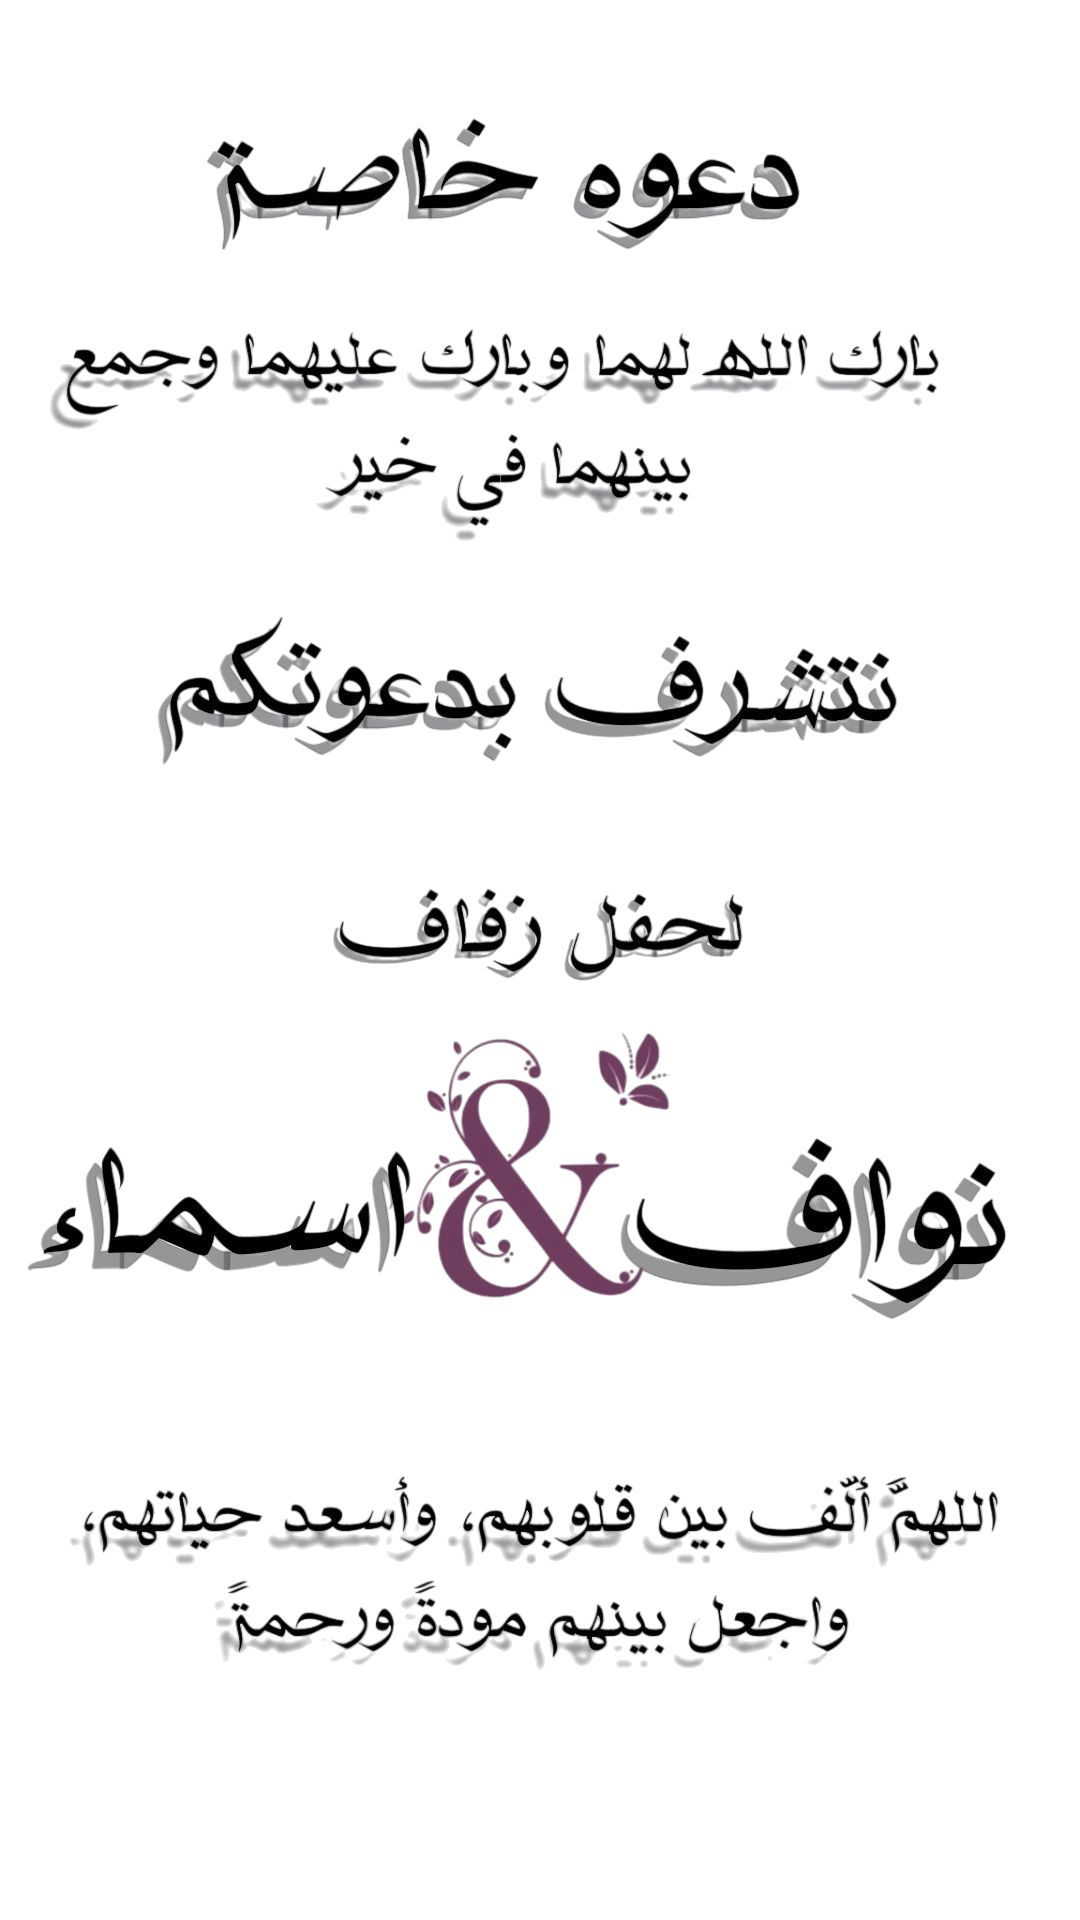 دعوه خاصة
بارك الله لهما و بارك عليهما وجمع
بينهما في خير
نتشرف بدعوتكم
لحفل زفاف
نواف & اسماء
اللهمَّ ألّف بين قلوبهم، وأسعد حياتهم،
واجعل بينهم مودةً ورحمةً